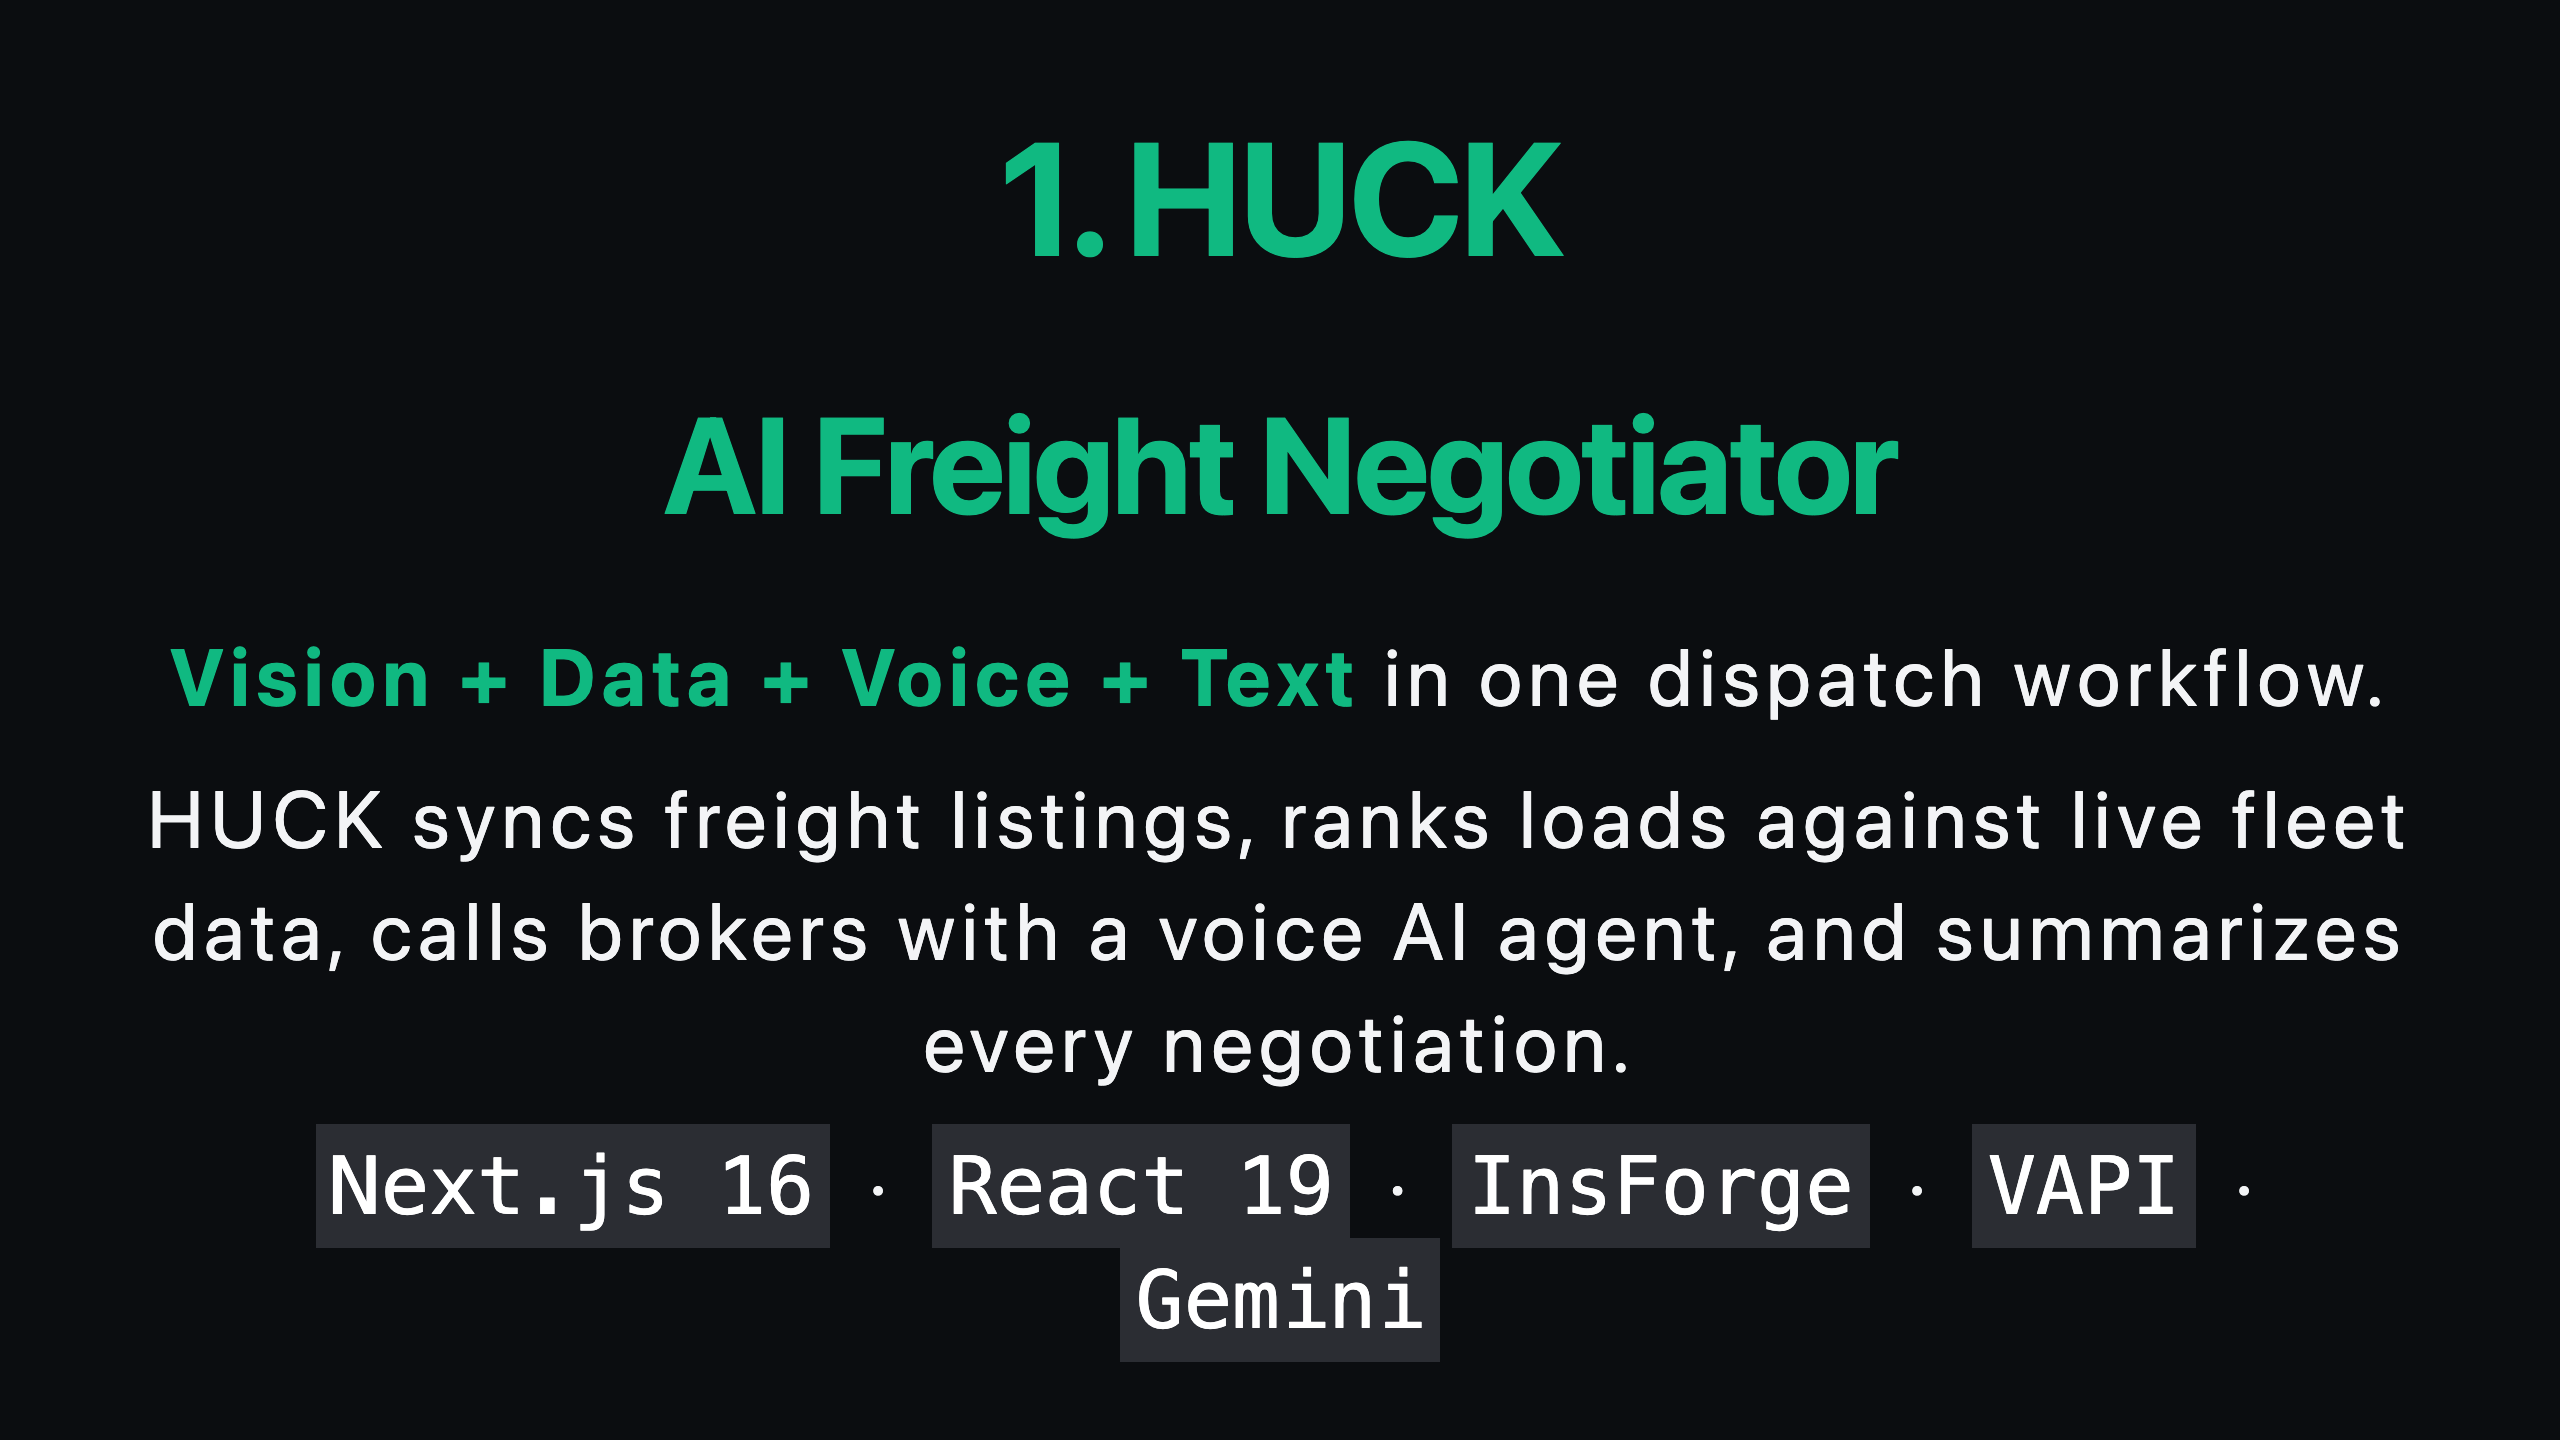 1. HUCK
AI Freight Negotiator
Vision + Data + Voice + Text in one dispatch workflow.
HUCK syncs freight listings, ranks loads against live fleet
data, calls brokers with a voice AI agent, and summarizes
every negotiation.
Next.js 16 · React 19 · InsForge · VAPI ·
Gemini